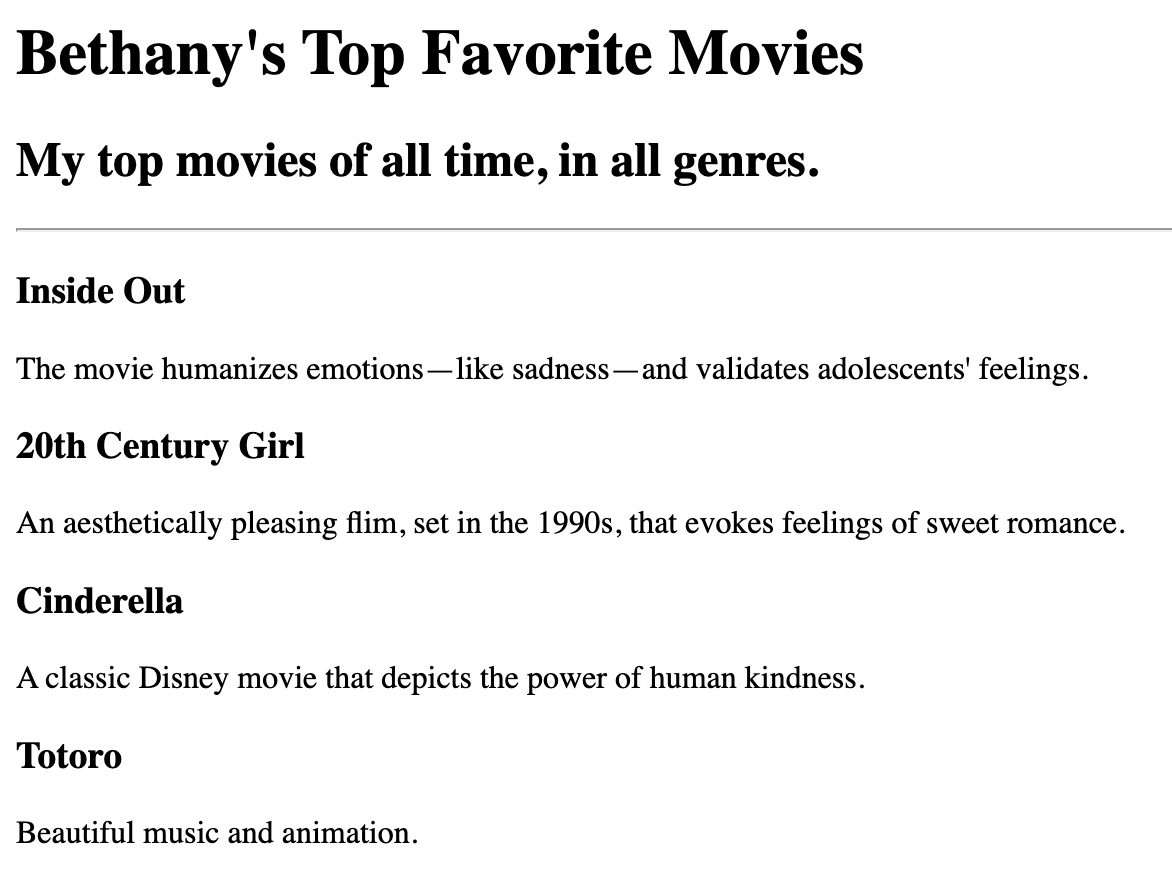 Bethany's Top Favorite Movies
My top movies of all time, in all genres.
Inside Out
The movie humanizes emotions—like sadness—and validates adolescents' feelings.
20th Century Girl
An aesthetically pleasing flim, set in the 1990s, that evokes feelings of sweet romance.
Cinderella
A classic Disney movie that depicts the power of human kindness.
Totoro
Beautiful music and animation.